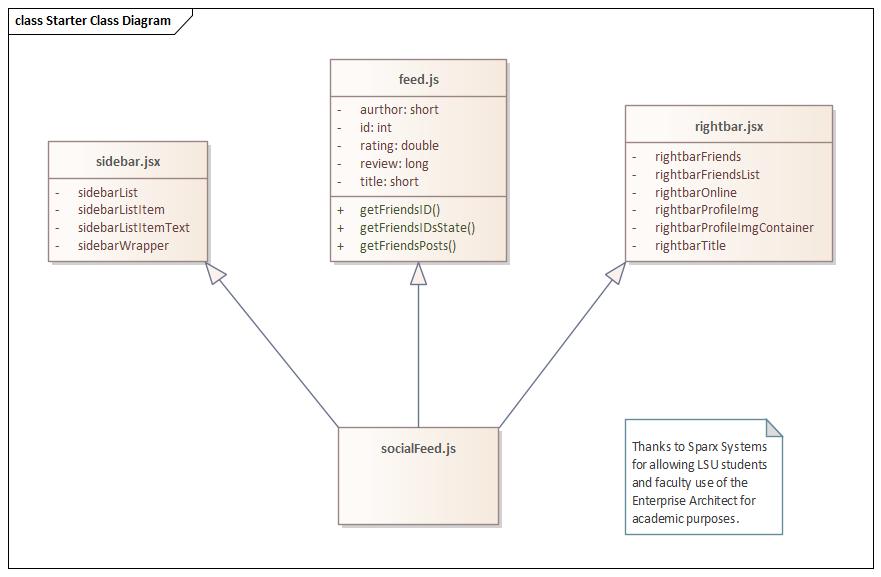 class Starter Class Diagram
feed.js
- aurthor: short
- id: int
- rating: double
- review: long
- title: short
+ getFriendsID()
+ getFriendsIDsState()
+ getFriendsPosts()
sidebar.jsx
- sidebarList
- sidebarListItem
- sidebarListItemText
- sidebarWrapper
rightbar.jsx
- rightbarFriends
- rightbarFriendsList
- rightbarOnline
- rightbarProfileImg
- rightbarProfileImgContainer
- rightbarTitle
socialFeed.js
Thanks to Sparx Systems
for allowing LSU students
and faculty use of the
Enterprise Architect for
academic purposes.